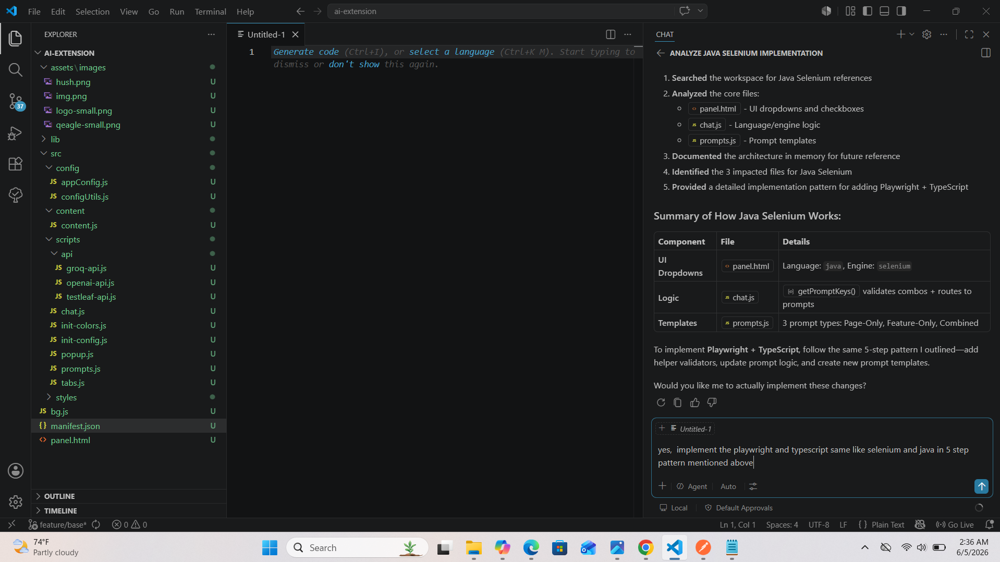 File Edit Selection View Go Run Terminal Help
ai-extension
EXPLORER
AI-EXTENSION
assets\images
hush.png U
img.png U
logo-small.png U
qeagle-small.png U
lib
src
config
appConfig.js U
configUtils.js U
content
content.js U
scripts
api
groq-api.js U
openai-api.js U
testleaf-api.js U
chat.js U
init-colors.js U
init-config.js U
popup.js U
prompts.js U
tabs.js U
styles
bg.js U
manifest.json U
panel.html U
OUTLINE
TIMELINE
37
Untitled-1
1
Generate code (Ctrl+I), or select a language (Ctrl+K M). Start typing to
dismiss or don't show this again.
CHAT
ANALYZE JAVA SELENIUM IMPLEMENTATION
1. Searched the workspace for Java Selenium references
2. Analyzed the core files:
panel.html - UI dropdowns and checkboxes
JS chat.js - Language/engine logic
JS prompts.js - Prompt templates
3. Documented the architecture in memory for future reference
4. Identified the 3 impacted files for Java Selenium
5. Provided a detailed implementation pattern for adding Playwright + TypeScript
Summary of How Java Selenium Works:
Component File Details
UI
Dropdowns
panel.html
Language: java, Engine: selenium
Logic
JS chat.js
getPromptKeys() validates combos + routes to
prompts
Templates JS prompts.js 3 prompt types: Page-Only, Feature-Only, Combined
To implement Playwright + TypeScript, follow the same 5-step pattern I outlined—add
helper validators, update prompt logic, and create new prompt templates.
Would you like me to actually implement these changes?
Untitled-1
yes,  implement the playwright and typescript same like selenium and java in 5 step
pattern mentioned above
Agent Auto
Local Default Approvals
feature/base* 0 0
Ln 1, Col 1 Spaces: 4 UTF-8 LF { } Plain Text Go Live
74°F
Partly cloudy
Search
2:36 AM
6/5/2026